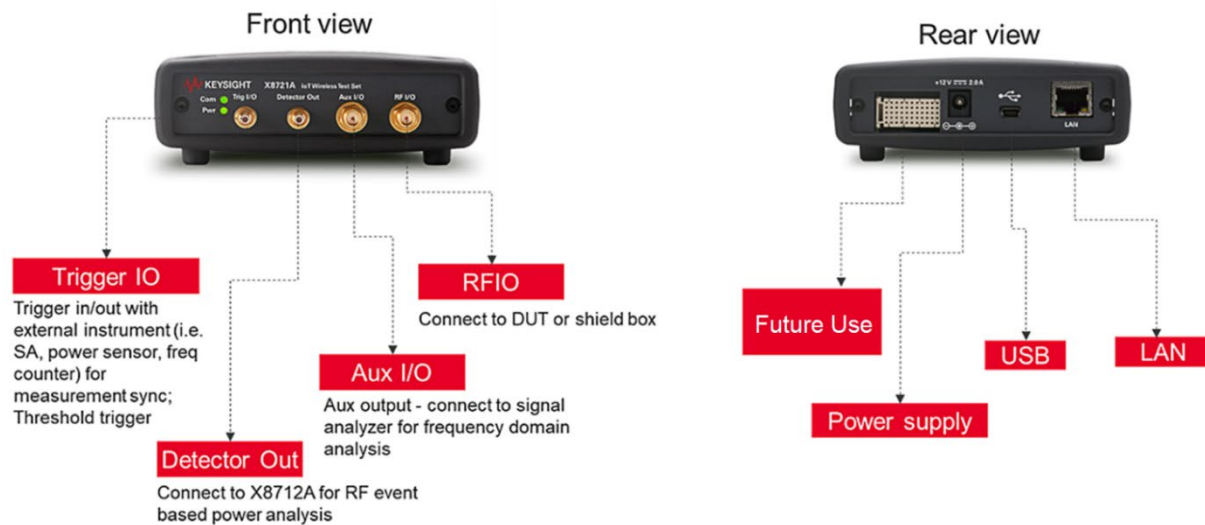 Front view
KEYSIGHT X8721A IoT Wireless Test Set
Com
Pwr
Trig I/O Detector Out Aux I/O RF I/O
Trigger IO
Trigger in/out with
external instrument (i.e.
SA, power sensor, freq
counter) for
measurement sync;
Threshold trigger
Detector Out
Connect to X8712A for RF event
based power analysis
Aux I/O
Aux output - connect to signal
analyzer for frequency domain
analysis
RFIO
Connect to DUT or shield box
Rear view
+12V 2.0A
LAN
Future Use
Power supply
USB
LAN